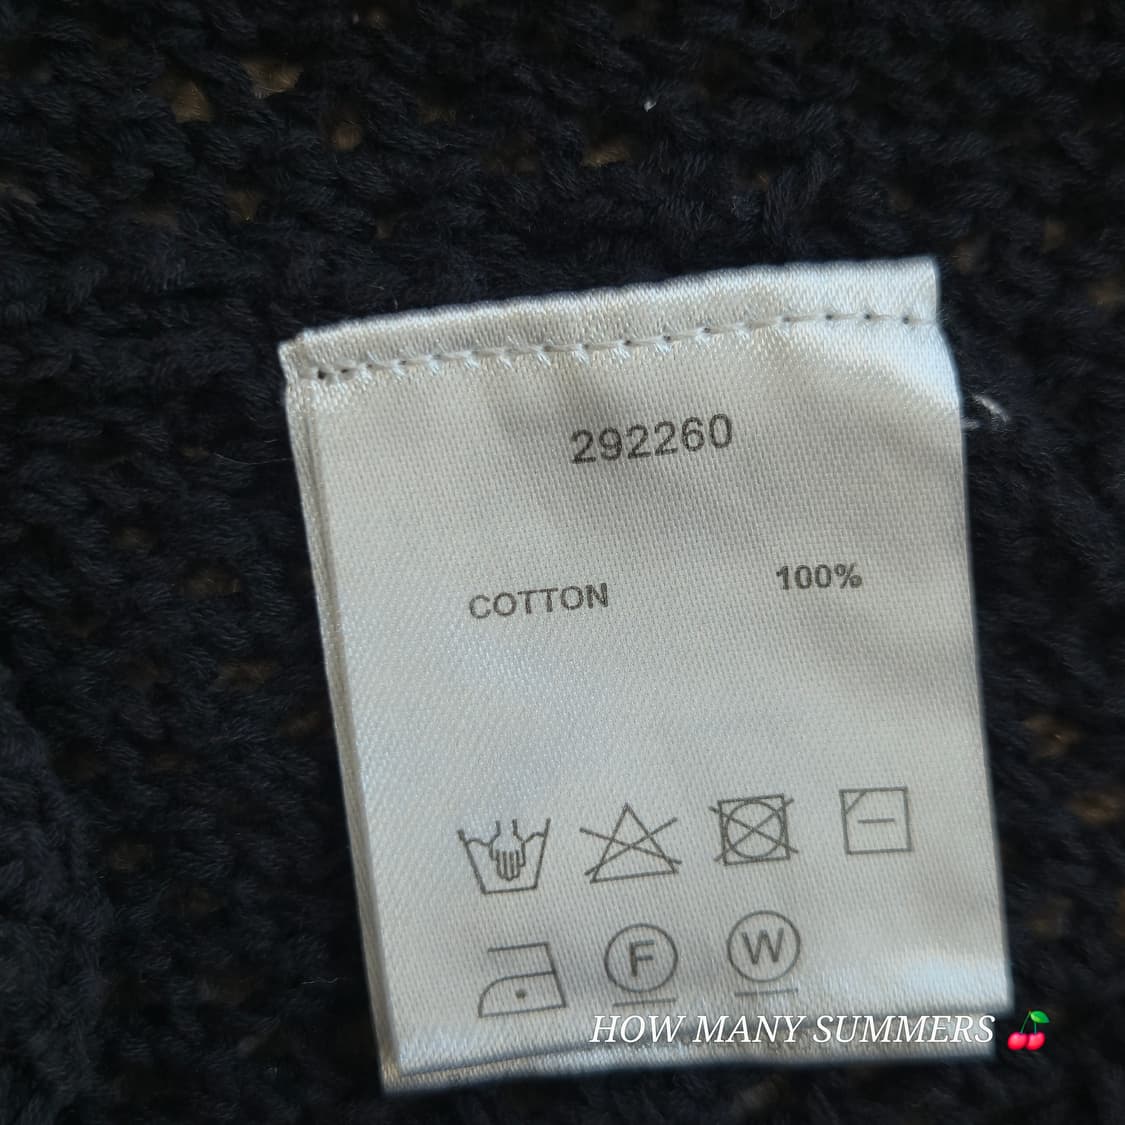 292260
COTTON 100%
F W
HOW MANY SUMMERS 🍒